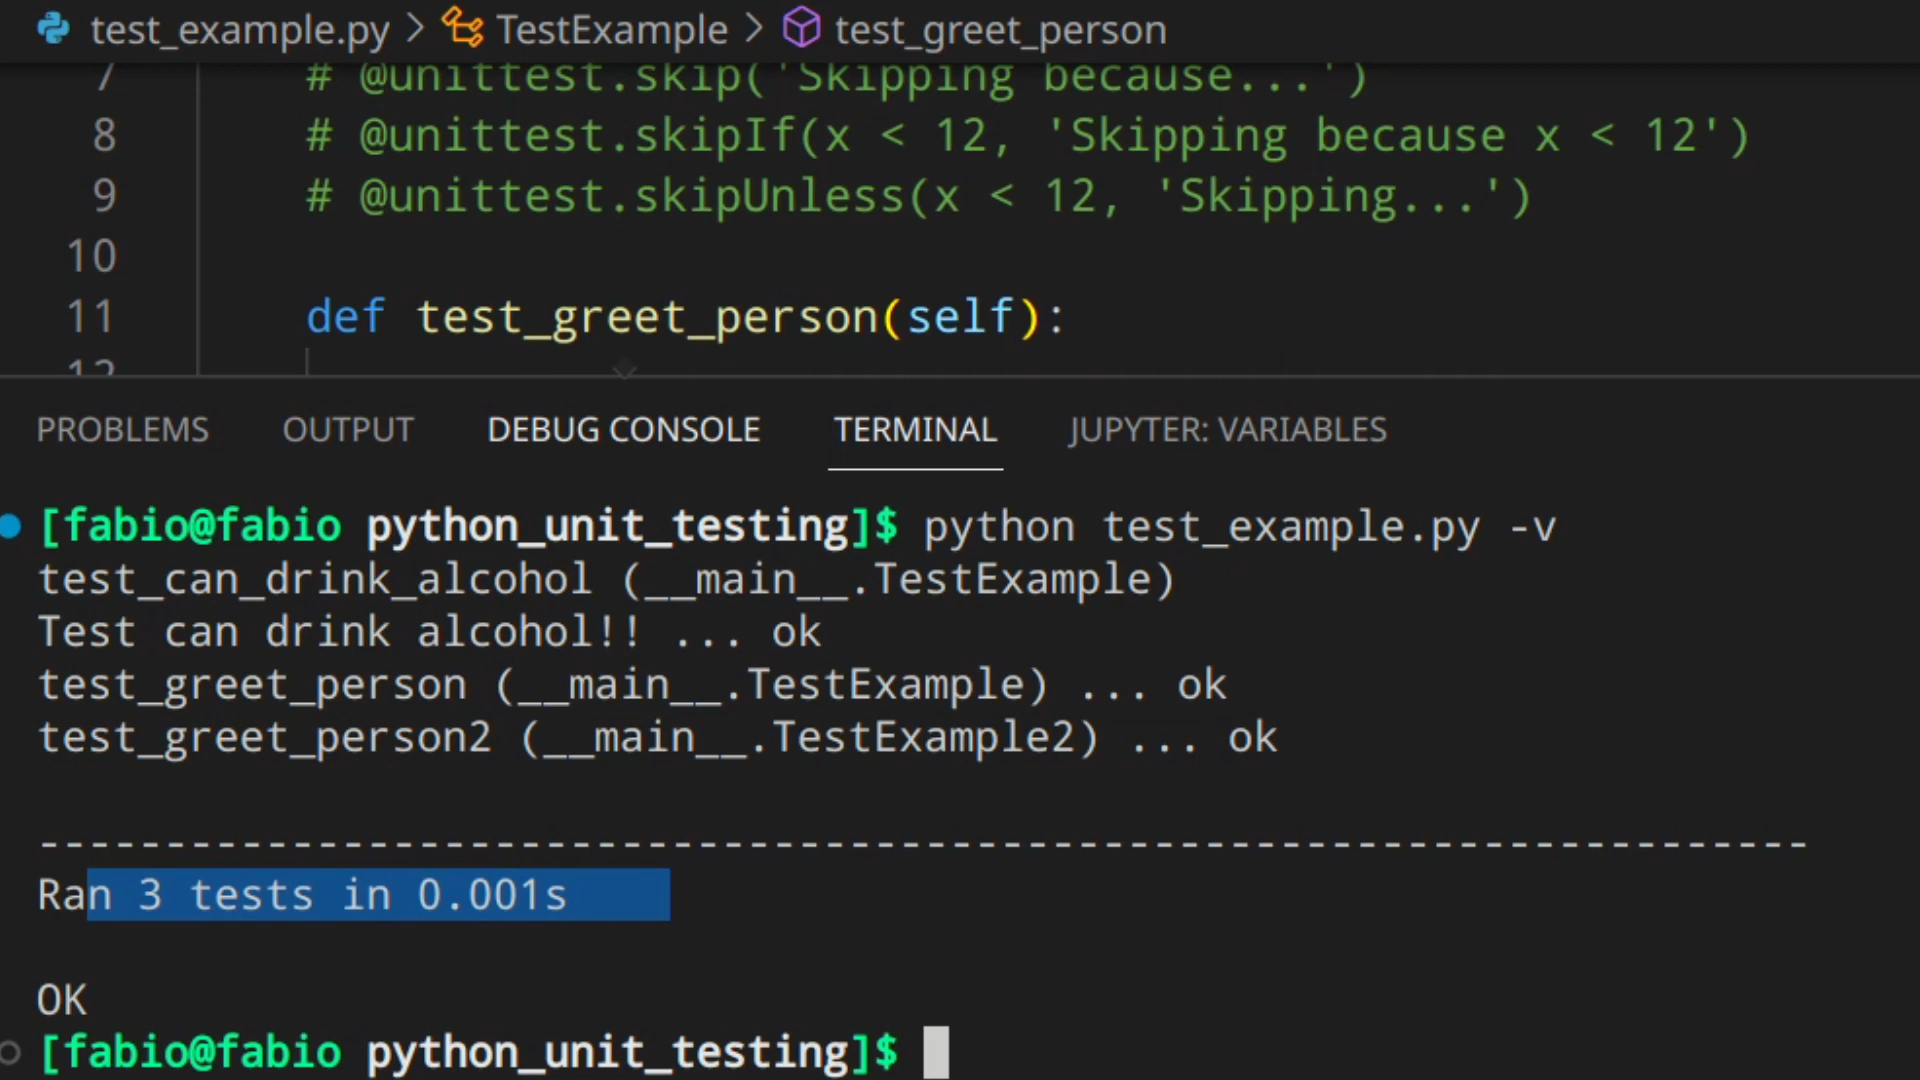 test_example.py > TestExample > test_greet_person
7 # @unittest.skip('Skipping because...')
8 # @unittest.skipIf(x < 12, 'Skipping because x < 12')
9 # @unittest.skipUnless(x < 12, 'Skipping...')
10
11 def test_greet_person(self):
12
PROBLEMS OUTPUT DEBUG CONSOLE TERMINAL JUPYTER: VARIABLES
[fabio@fabio python_unit_testing]$ python test_example.py -v
test_can_drink_alcohol (__main__.TestExample)
Test can drink alcohol!! ... ok
test_greet_person (__main__.TestExample) ... ok
test_greet_person2 (__main__.TestExample2) ... ok
----------------------------------------------------------------------
Ran 3 tests in 0.001s
OK
[fabio@fabio python_unit_testing]$